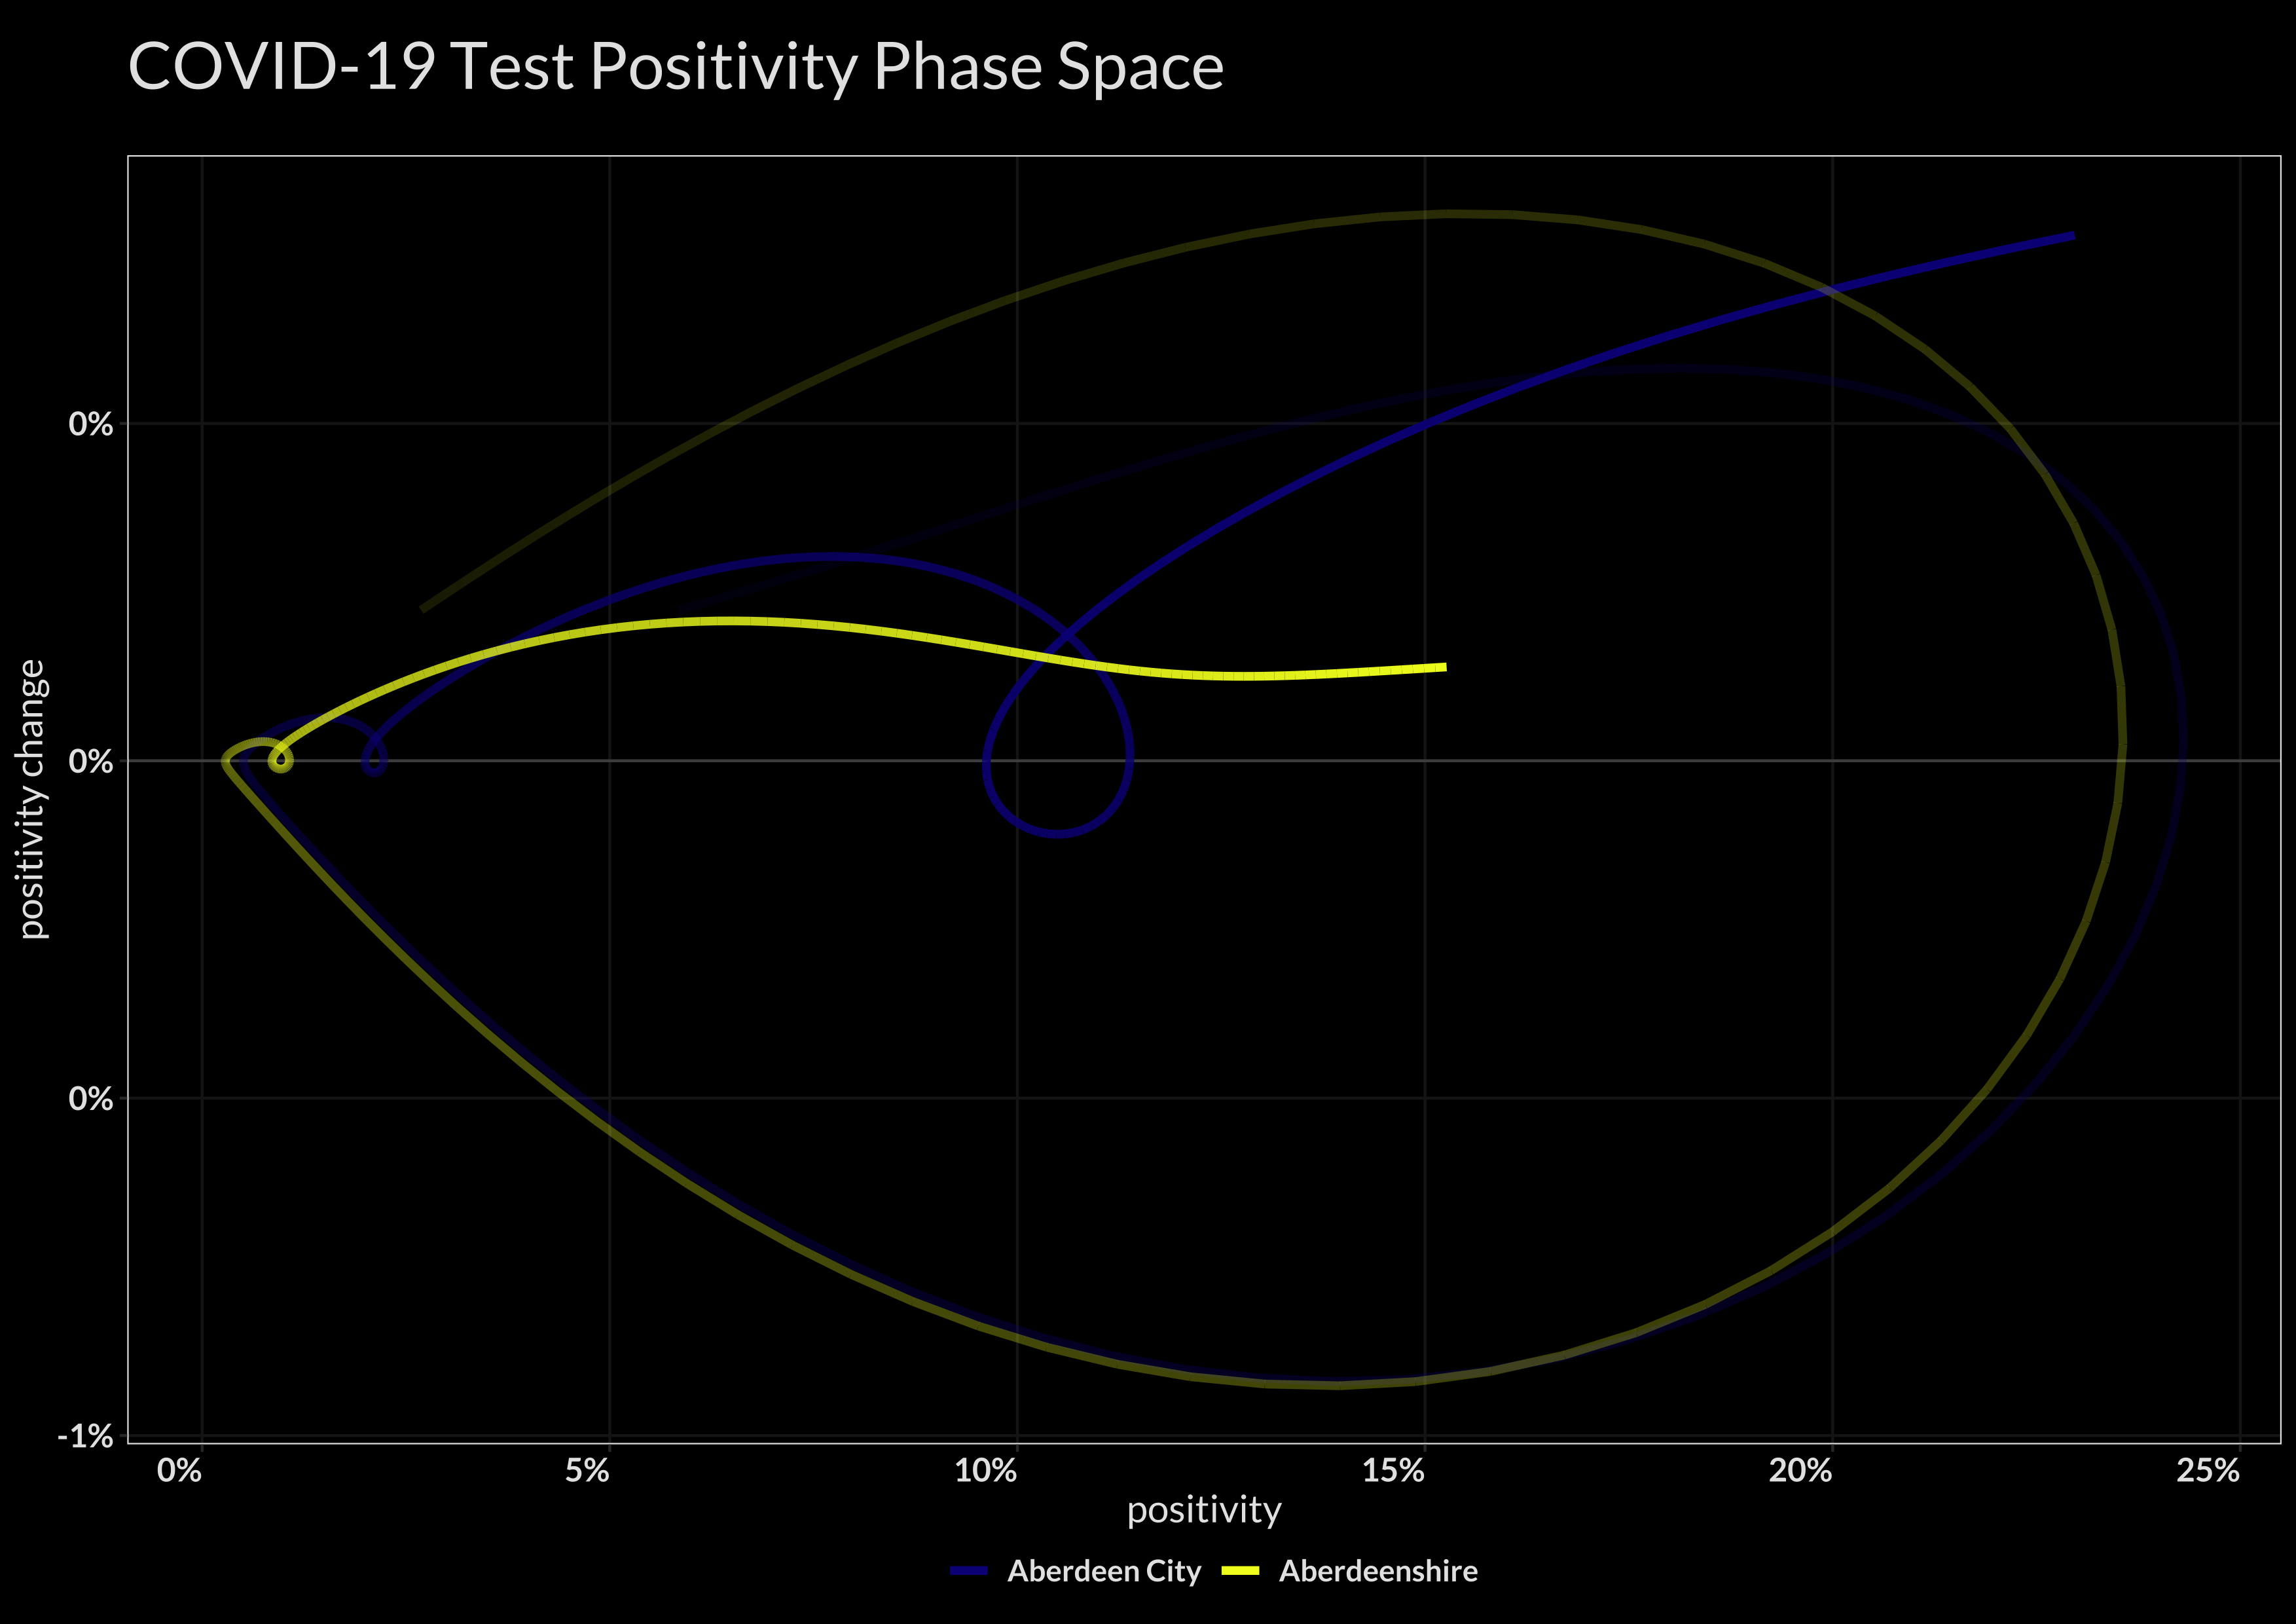 COVID-19 Test Positivity Phase Space
positivity change
0%
0%
0%
-1%
0% 5% 10% 15% 20% 25%
positivity
Aberdeen City Aberdeenshire